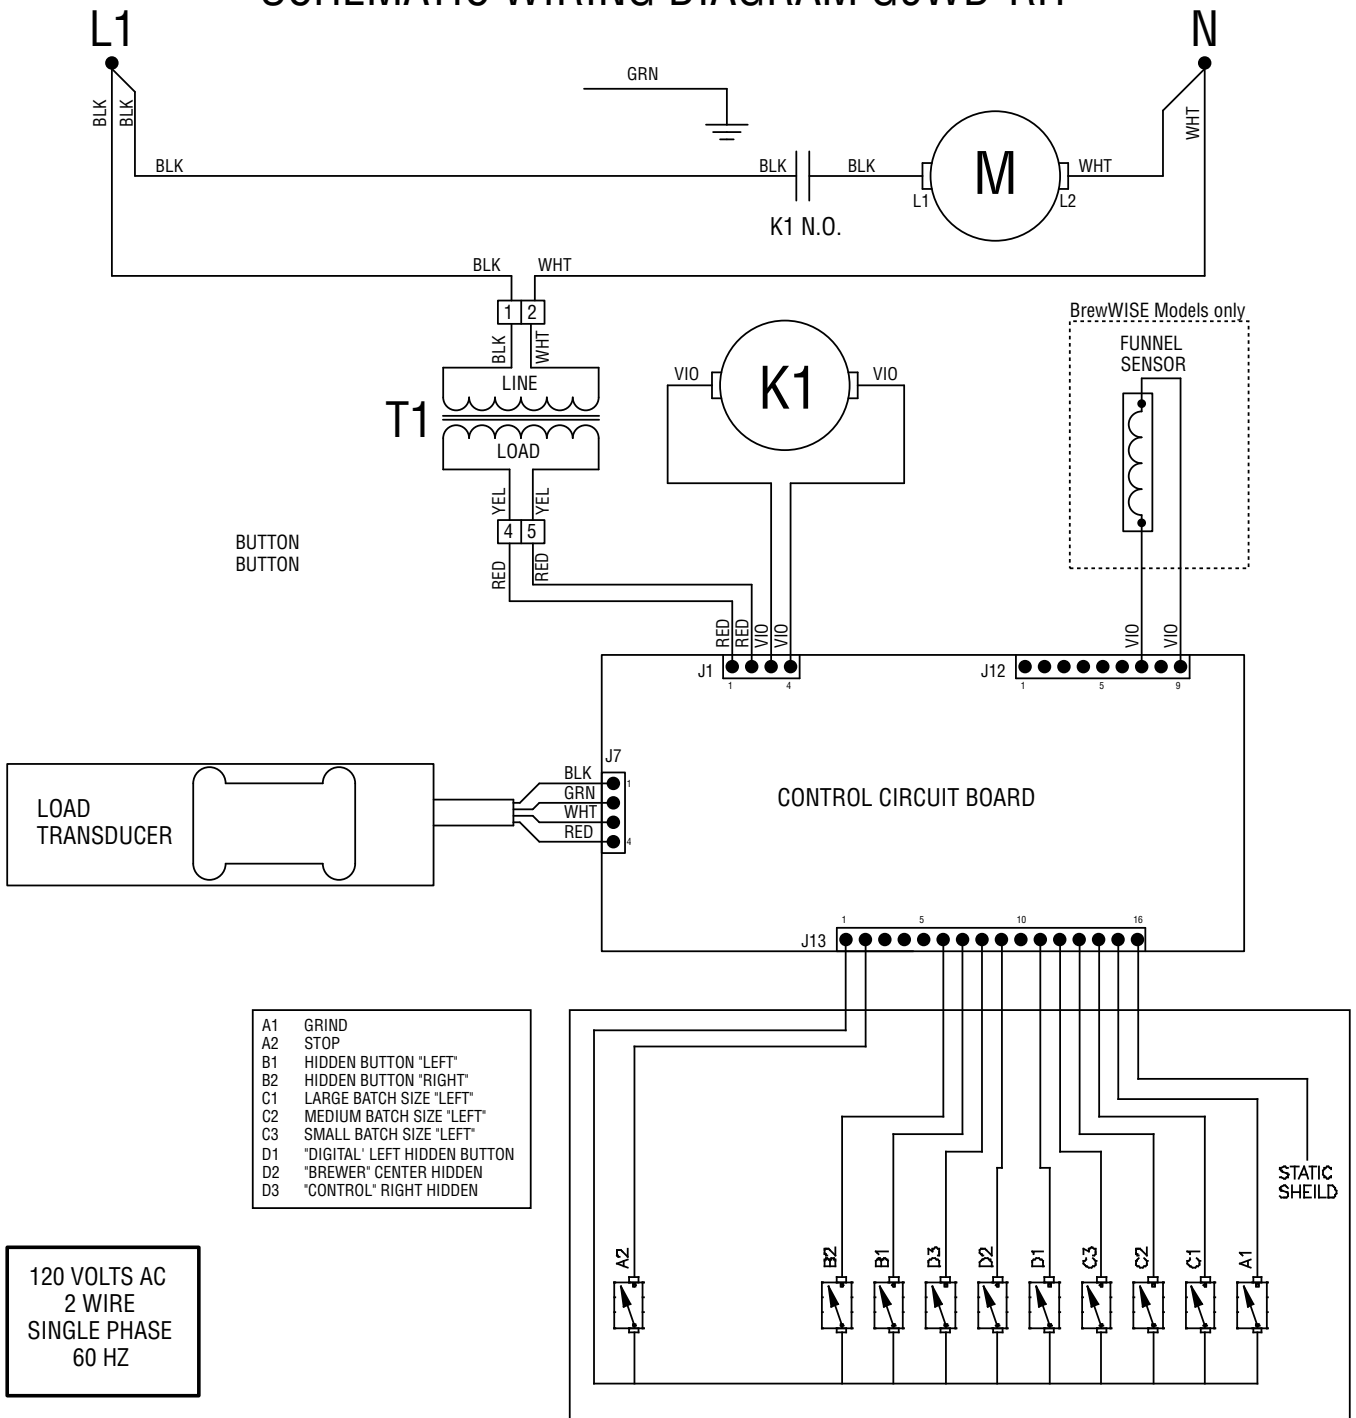 SCHEMATIC WIRING DIAGRAM G9WD-RH
L1
N
GRN
BLK
BLK
WHT
BLK
BLK
BLK
M
WHT
L1
L2
K1 N.O.
BLK
WHT
1 2
BLK
WHT
LINE
T1
LOAD
YEL
YEL
4 5
RED
RED
VIO
K1
VIO
BrewWISE Models only
FUNNEL
SENSOR
BUTTON
BUTTON
RED
RED
VIO
VIO
VIO
VIO
J1
1
4
J12
1
5
9
J7
LOAD
TRANSDUCER
BLK
GRN
WHT
RED
1
4
CONTROL CIRCUIT BOARD
J13
1
5
10
16
A1 GRIND
A2 STOP
B1 HIDDEN BUTTON "LEFT"
B2 HIDDEN BUTTON "RIGHT"
C1 LARGE BATCH SIZE "LEFT"
C2 MEDIUM BATCH SIZE "LEFT"
C3 SMALL BATCH SIZE "LEFT"
D1 "DIGITAL' LEFT HIDDEN BUTTON
D2 "BREWER" CENTER HIDDEN
D3 "CONTROL" RIGHT HIDDEN
STATIC
SHEILD
A2
B2
B1
D3
D2
D1
C3
C2
C1
A1
120 VOLTS AC
2 WIRE
SINGLE PHASE
60 HZ